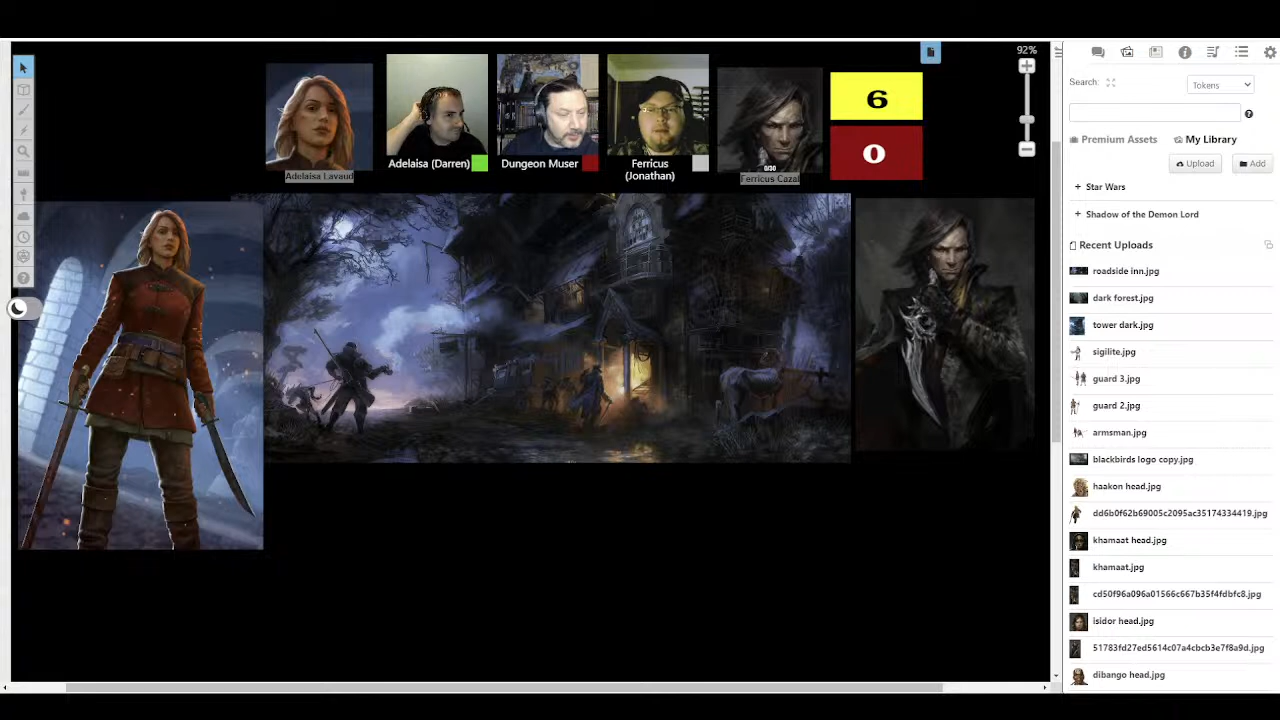 92%
6
0
Adelaisa (Darren)
Dungeon Muser
Ferricus
(Jonathan)
0/30
Adelaisa Lavaud
Ferricus Cazal
Search:
Tokens
Premium Assets
My Library
Upload
Add
+ Star Wars
+ Shadow of the Demon Lord
Recent Uploads
roadside inn.jpg
dark forest.jpg
tower dark.jpg
sigilite.jpg
guard 3.jpg
guard 2.jpg
armsman.jpg
blackbirds logo copy.jpg
haakon head.jpg
dd6b0f62b69005c2095ac35174334419.jpg
khamaat head.jpg
khamaat.jpg
cd50f96a096a01566c667b35f4fdbfc8.jpg
isidor head.jpg
51783fd27ed5614c07a4cbcb3e7f8a9d.jpg
dibango head.jpg